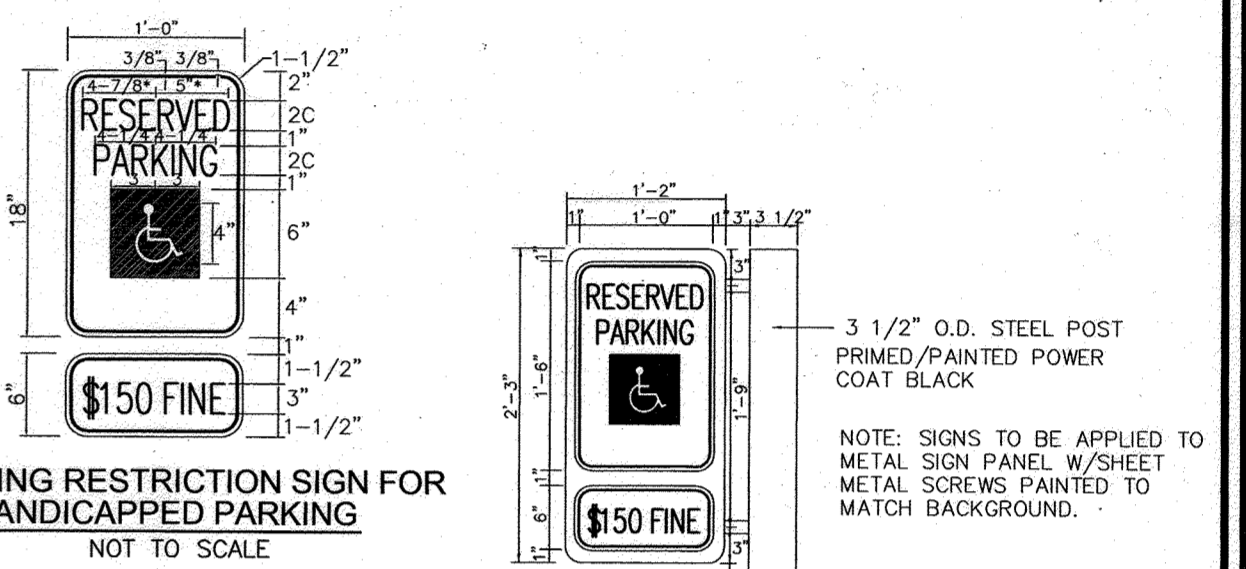 1'-0"
3/8" 3/8"
1-1/2"
4-7/8* 5"*
2"
RESERVED
2C
4-1/4 4-1/4
1"
PARKING
2C
3 3
1"
18"
4"
6"
4"
1"
1-1/2"
6"
$150 FINE
3"
1-1/2"
ING RESTRICTION SIGN FOR
ANDICAPPED PARKING
NOT TO SCALE
1'-2"
1" 1'-0" 1" 3" 3 1/2"
1"
3"
RESERVED
PARKING
2'-3"
1'-6"
1'-9"
1"
6"
$150 FINE
1"
3"
3 1/2" O.D. STEEL POST
PRIMED/PAINTED POWER
COAT BLACK
NOTE: SIGNS TO BE APPLIED TO
METAL SIGN PANEL W/SHEET
METAL SCREWS PAINTED TO
MATCH BACKGROUND.